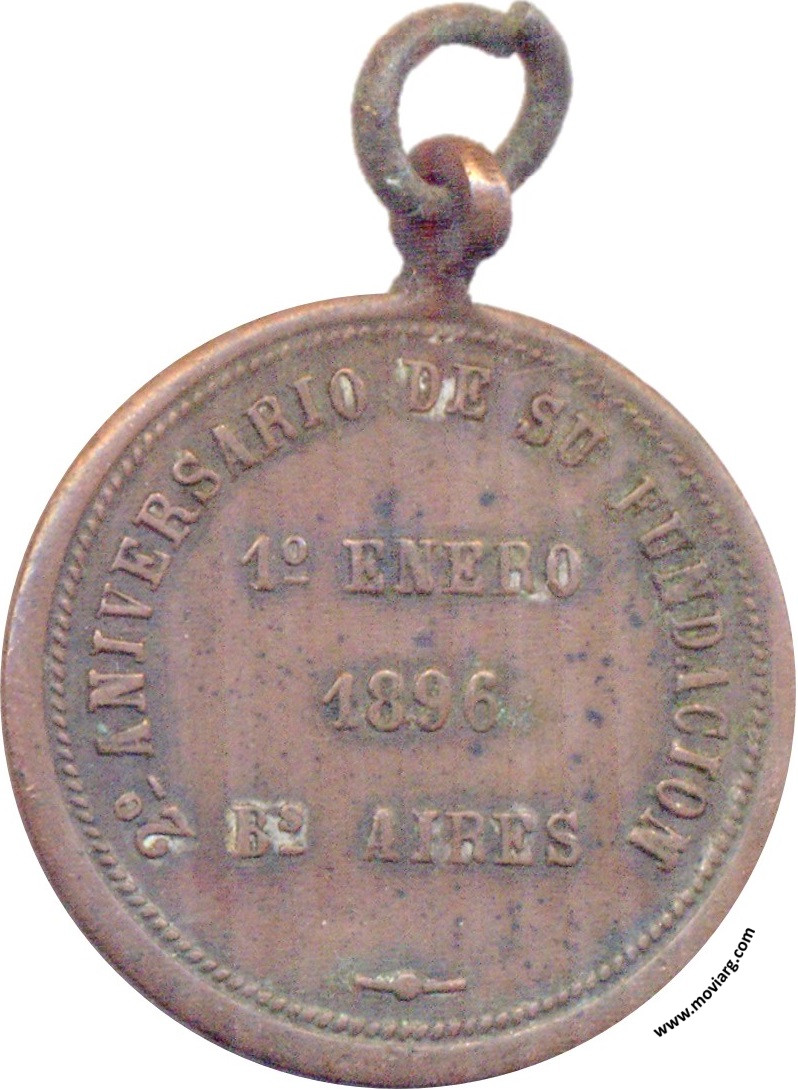 2º ANIVERSARIO DE SU FUNDACION
1º ENERO
1896
Bs AIRES
www.moviarg.com